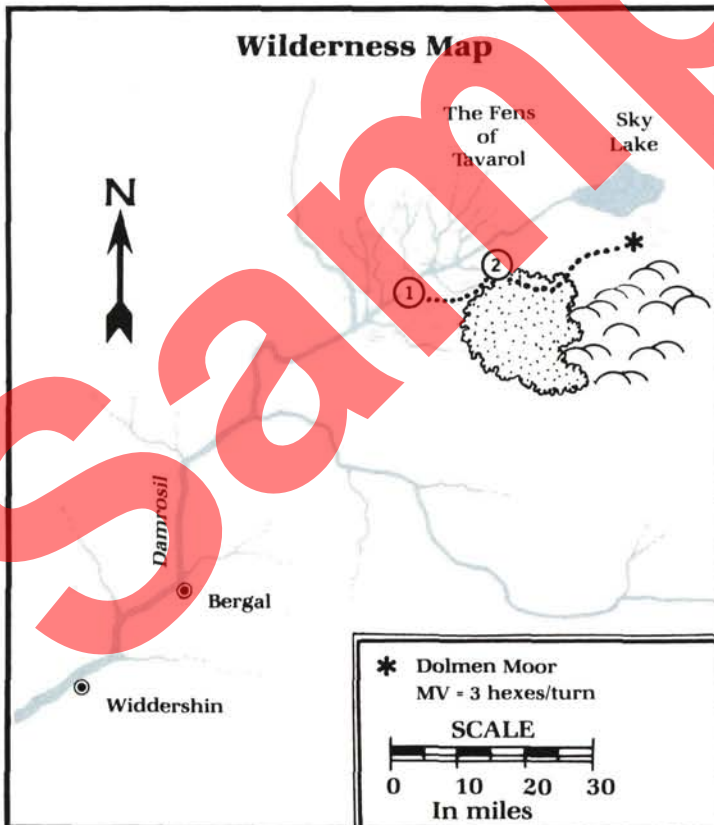 Wilderness Map
The Fens
of
Tavarol
Sky
Lake
N
2
1
Damrosil
Bergal
Widdershin
* Dolmen Moor
MV = 3 hexes/turn
SCALE
0 10 20 30
In miles
Sample